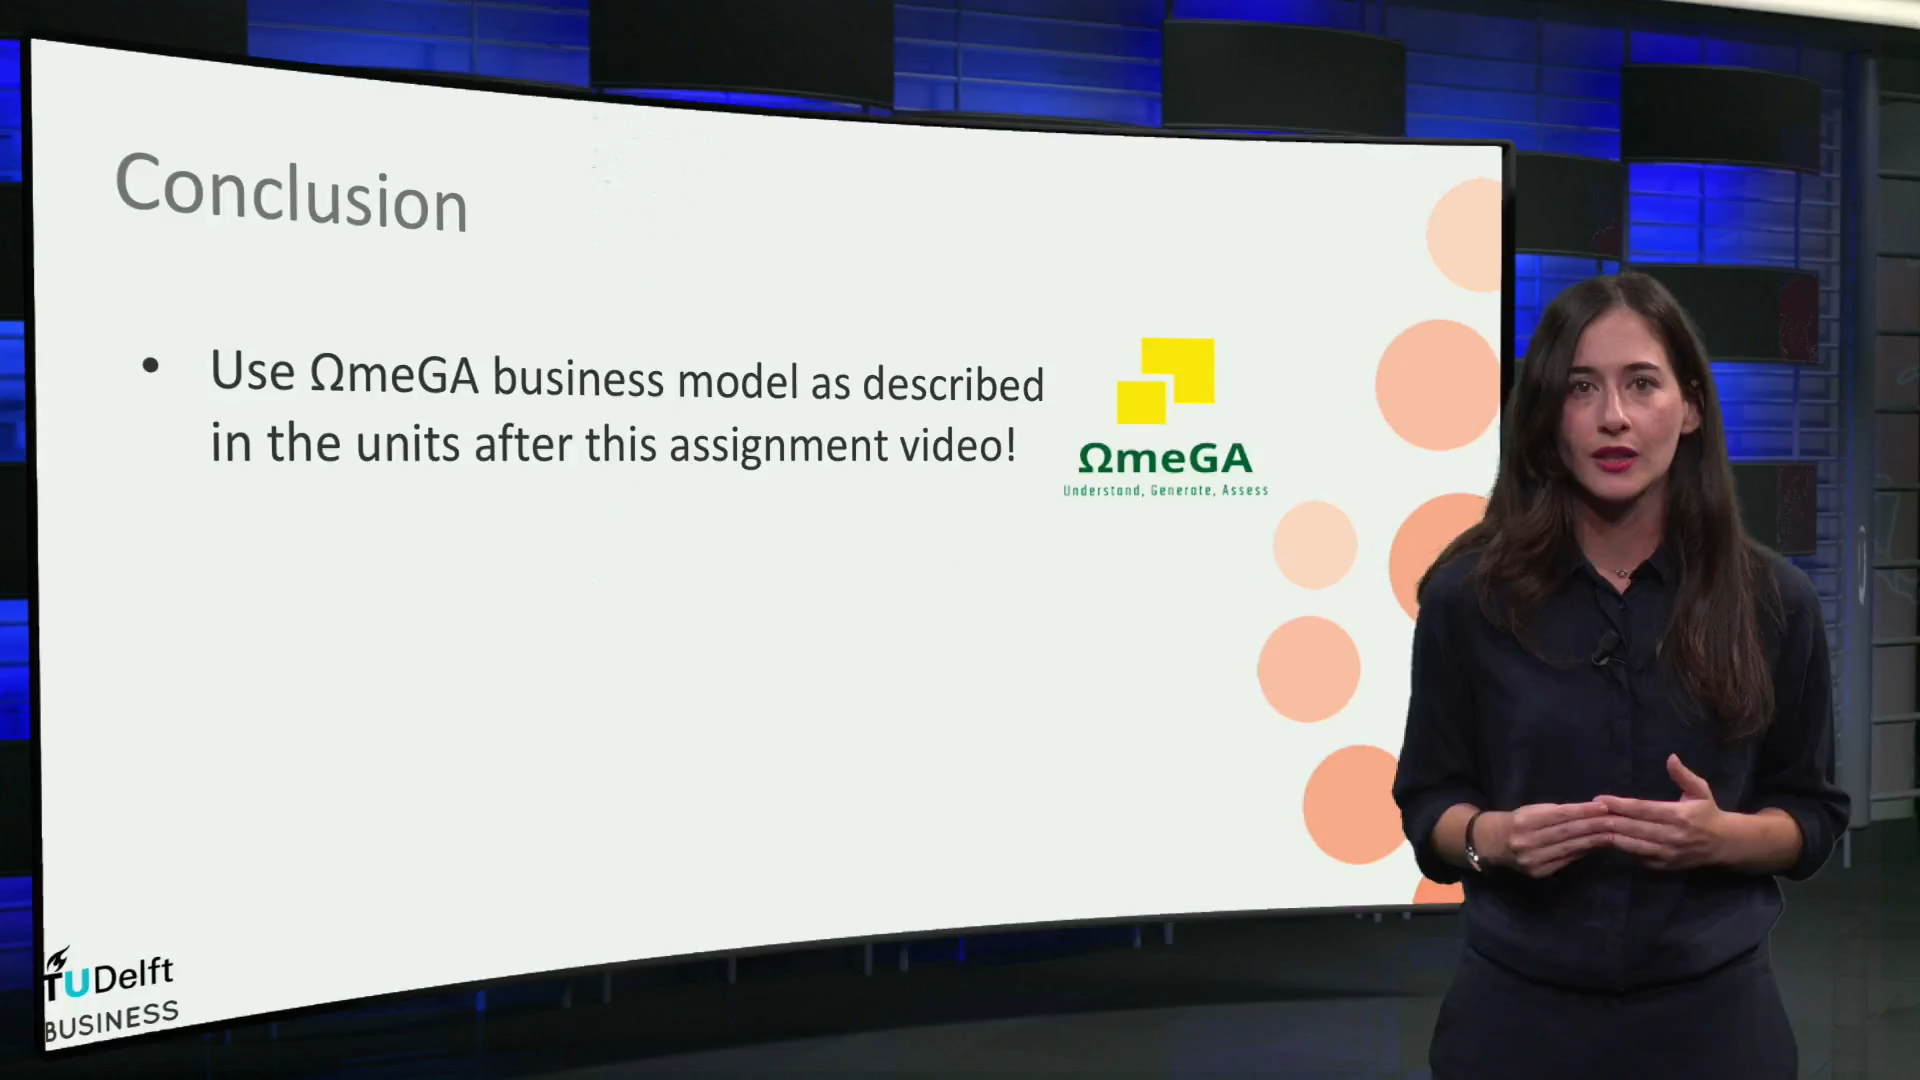 Conclusion
• Use ΩmeGA business model as described
in the units after this assignment video!
ΩmeGA
Understand, Generate, Assess
TUDelft
BUSINESS